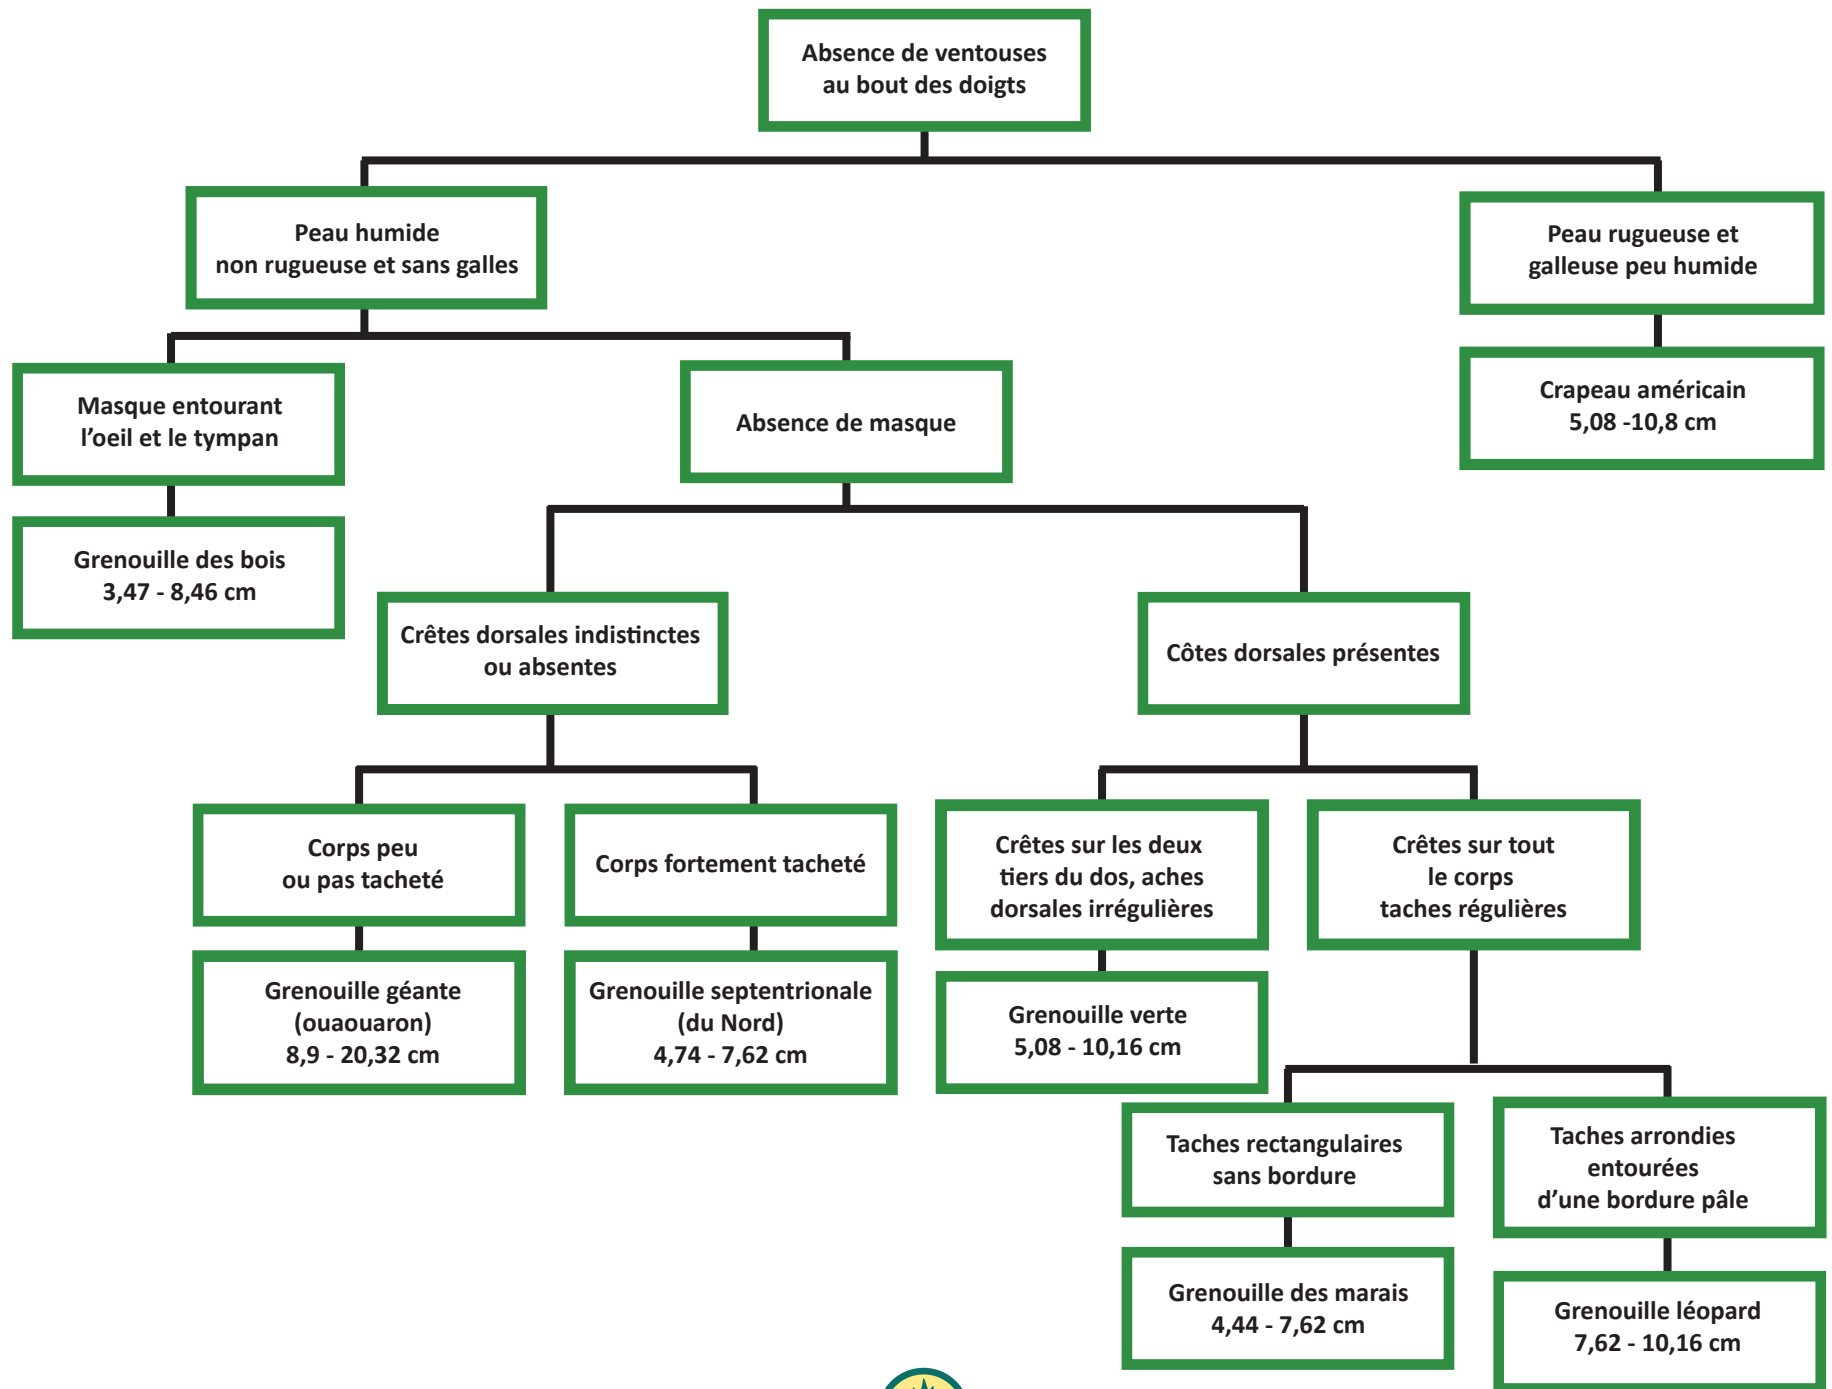 Absence de ventouses
au bout des doigts
Peau humide
non rugueuse et sans galles
Peau rugueuse et
galleuse peu humide
Masque entourant
l'oeil et le tympan
Absence de masque
Crapeau américain
5,08 -10,8 cm
Grenouille des bois
3,47 - 8,46 cm
Crêtes dorsales indistinctes
ou absentes
Côtes dorsales présentes
Corps peu
ou pas tacheté
Corps fortement tacheté
Crêtes sur les deux
tiers du dos, aches
dorsales irrégulières
Crêtes sur tout
le corps
taches régulières
Grenouille géante
(ouaouaron)
8,9 - 20,32 cm
Grenouille septentrionale
(du Nord)
4,74 - 7,62 cm
Grenouille verte
5,08 - 10,16 cm
Taches rectangulaires
sans bordure
Taches arrondies
entourées
d'une bordure pâle
Grenouille des marais
4,44 - 7,62 cm
Grenouille léopard
7,62 - 10,16 cm